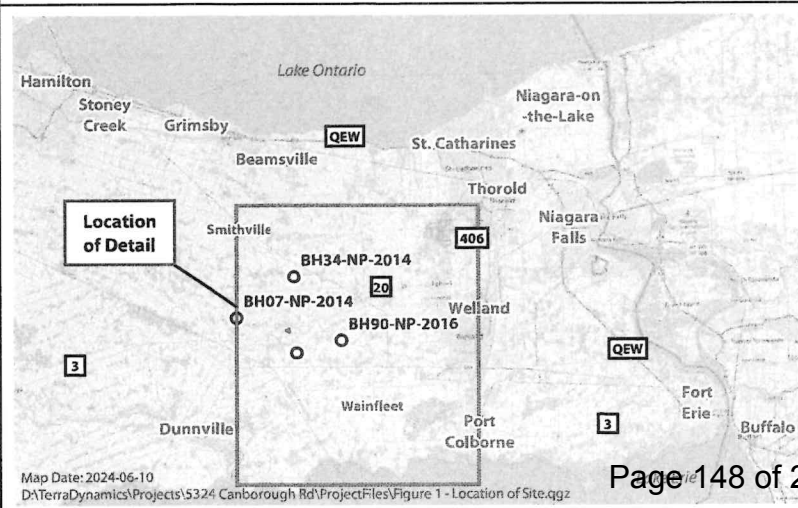 Lake Ontario
Hamilton
Stoney
Creek
Grimsby
Niagara-on
-the-Lake
QEW
St. Catharines
Beamsville
Thorold
Location
of Detail
Smithville
Niagara
Falls
406
BH34-NP-2014
20
BH07-NP-2014
Welland
BH90-NP-2016
QEW
3
Wainfleet
Fort
Erie
3
Dunnville
Port
Colborne
Buffalo
Map Date: 2024-06-10
D:\TerraDynamics\Projects\5324 Canborough Rd\ProjectFiles\Figure 1 - Location of Site.qgz
Page 148 of 2